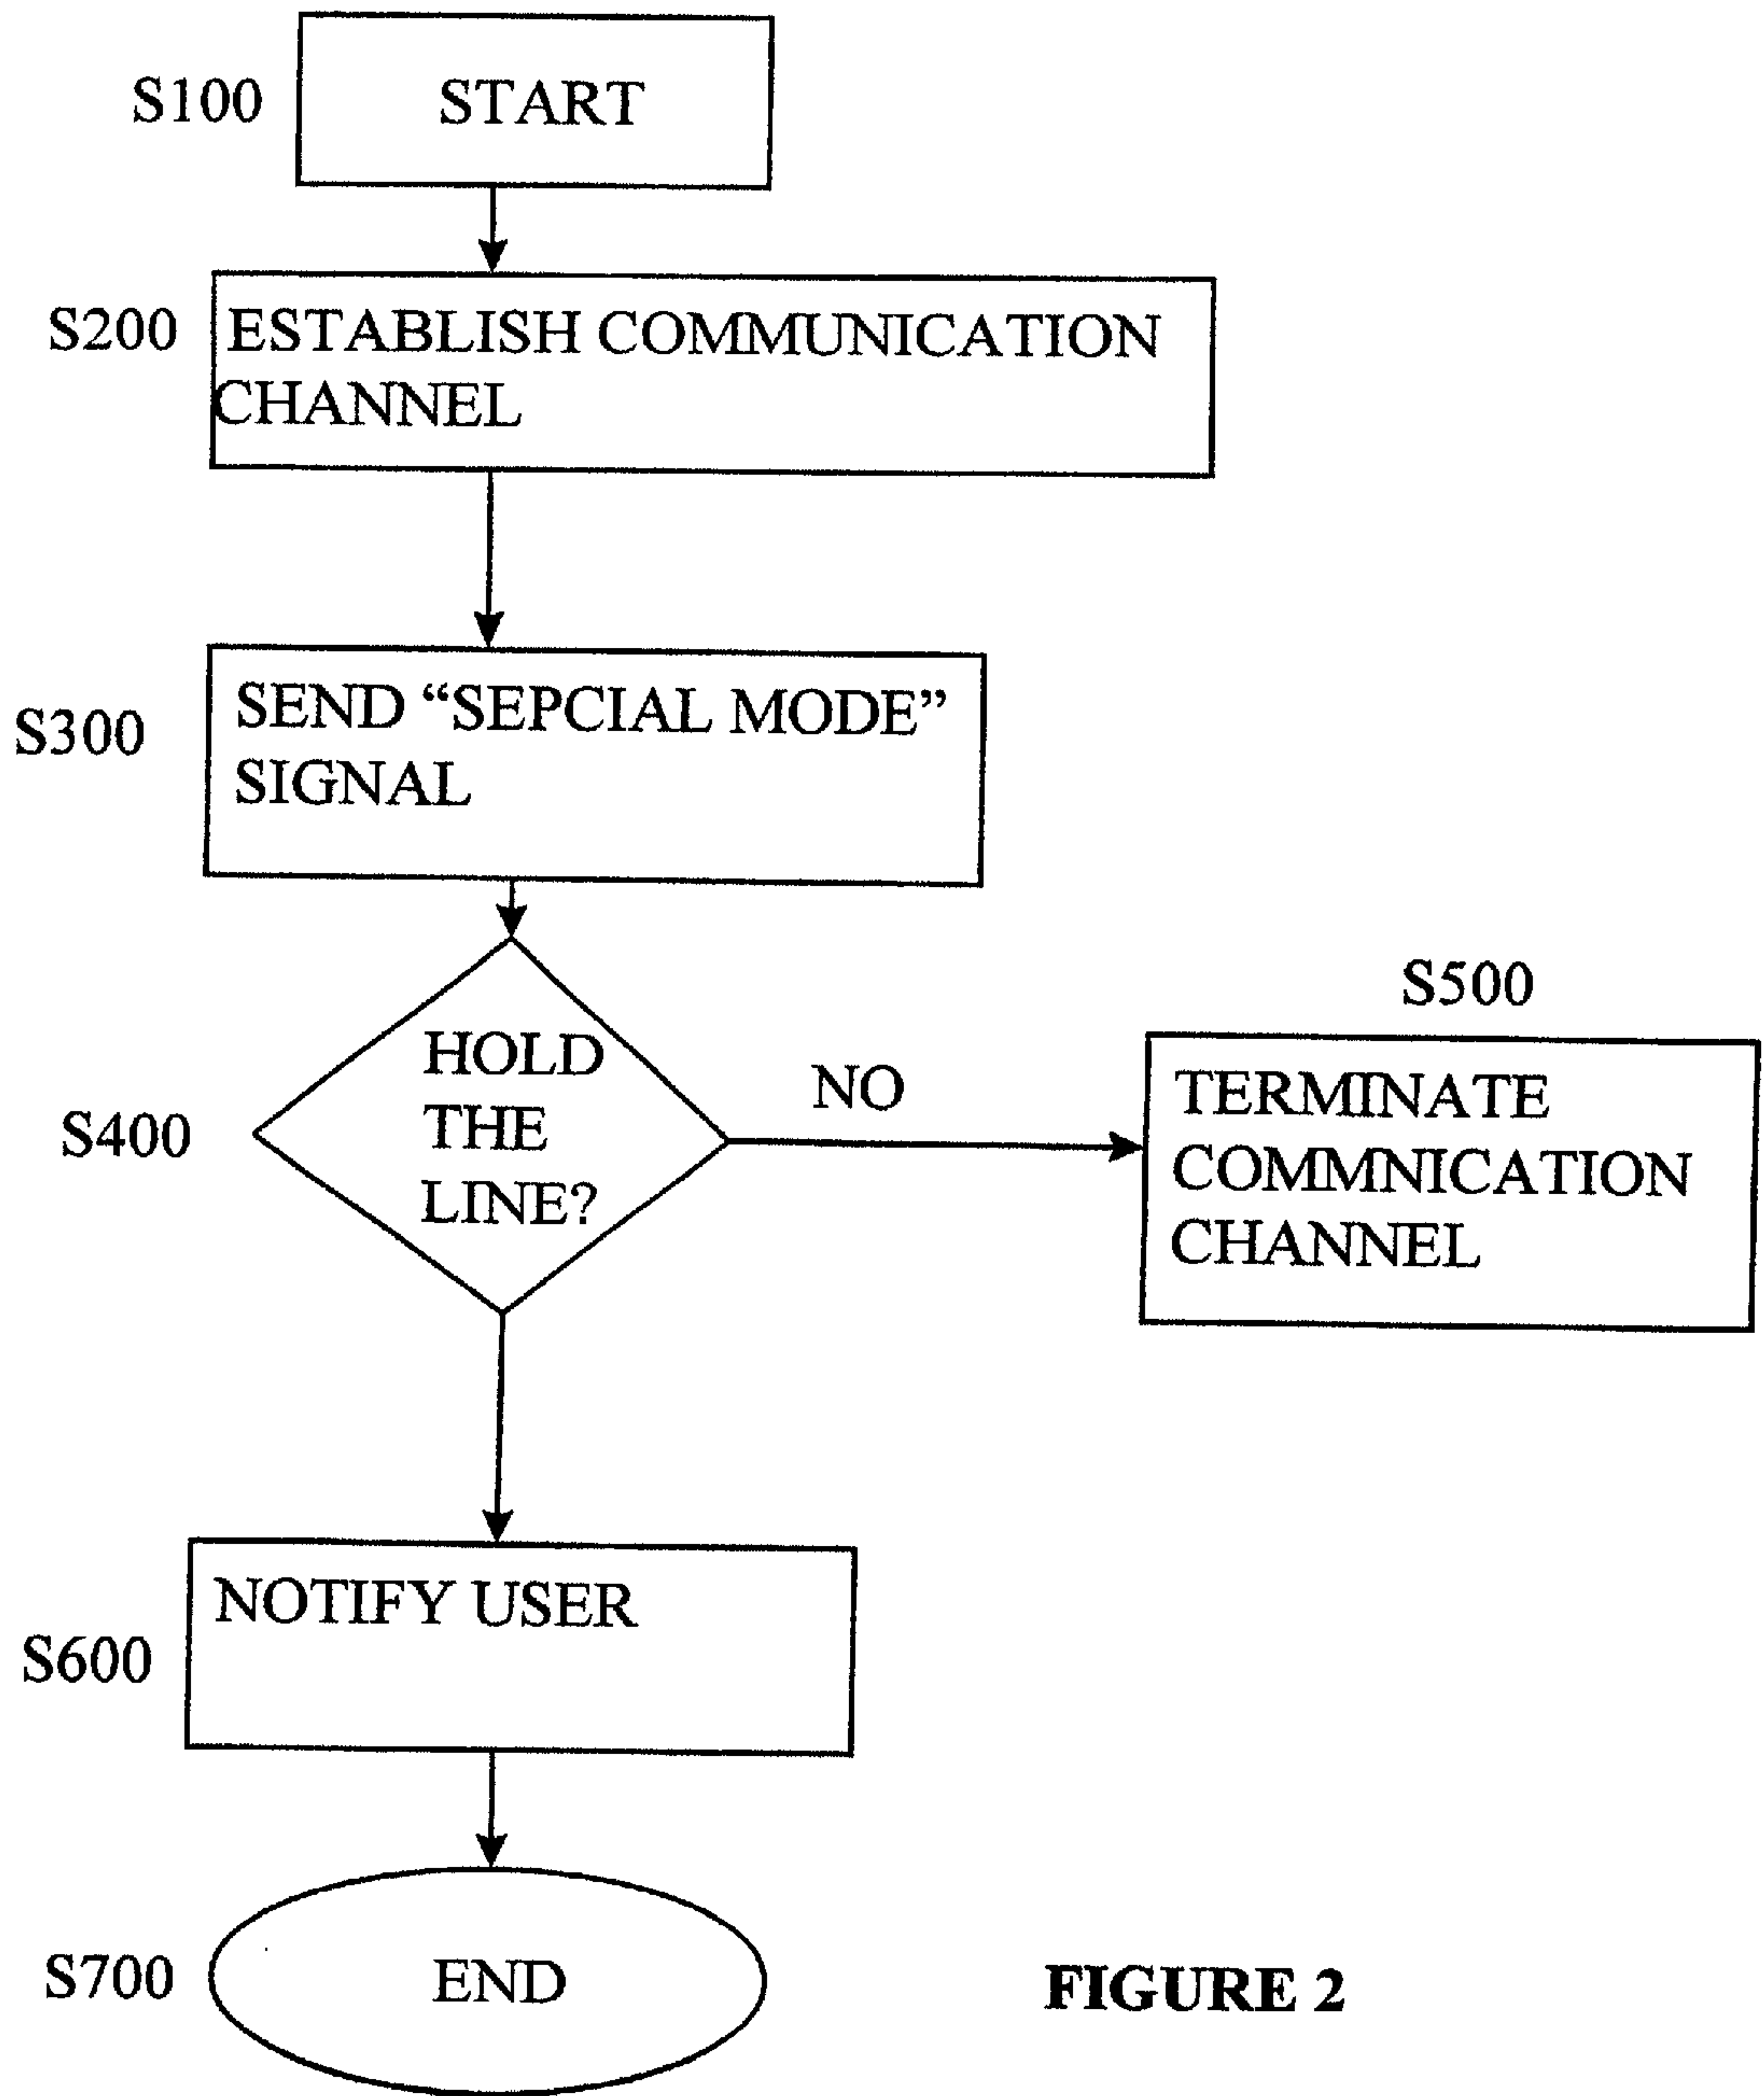 S100
START
S200
ESTABLISH COMMUNICATION
CHANNEL
S300
SEND “SEPCIAL MODE”
SIGNAL
S400
HOLD
THE
LINE?
NO
S500
TERMINATE
COMMNICATION
CHANNEL
S600
NOTIFY USER
S700
END
FIGURE 2